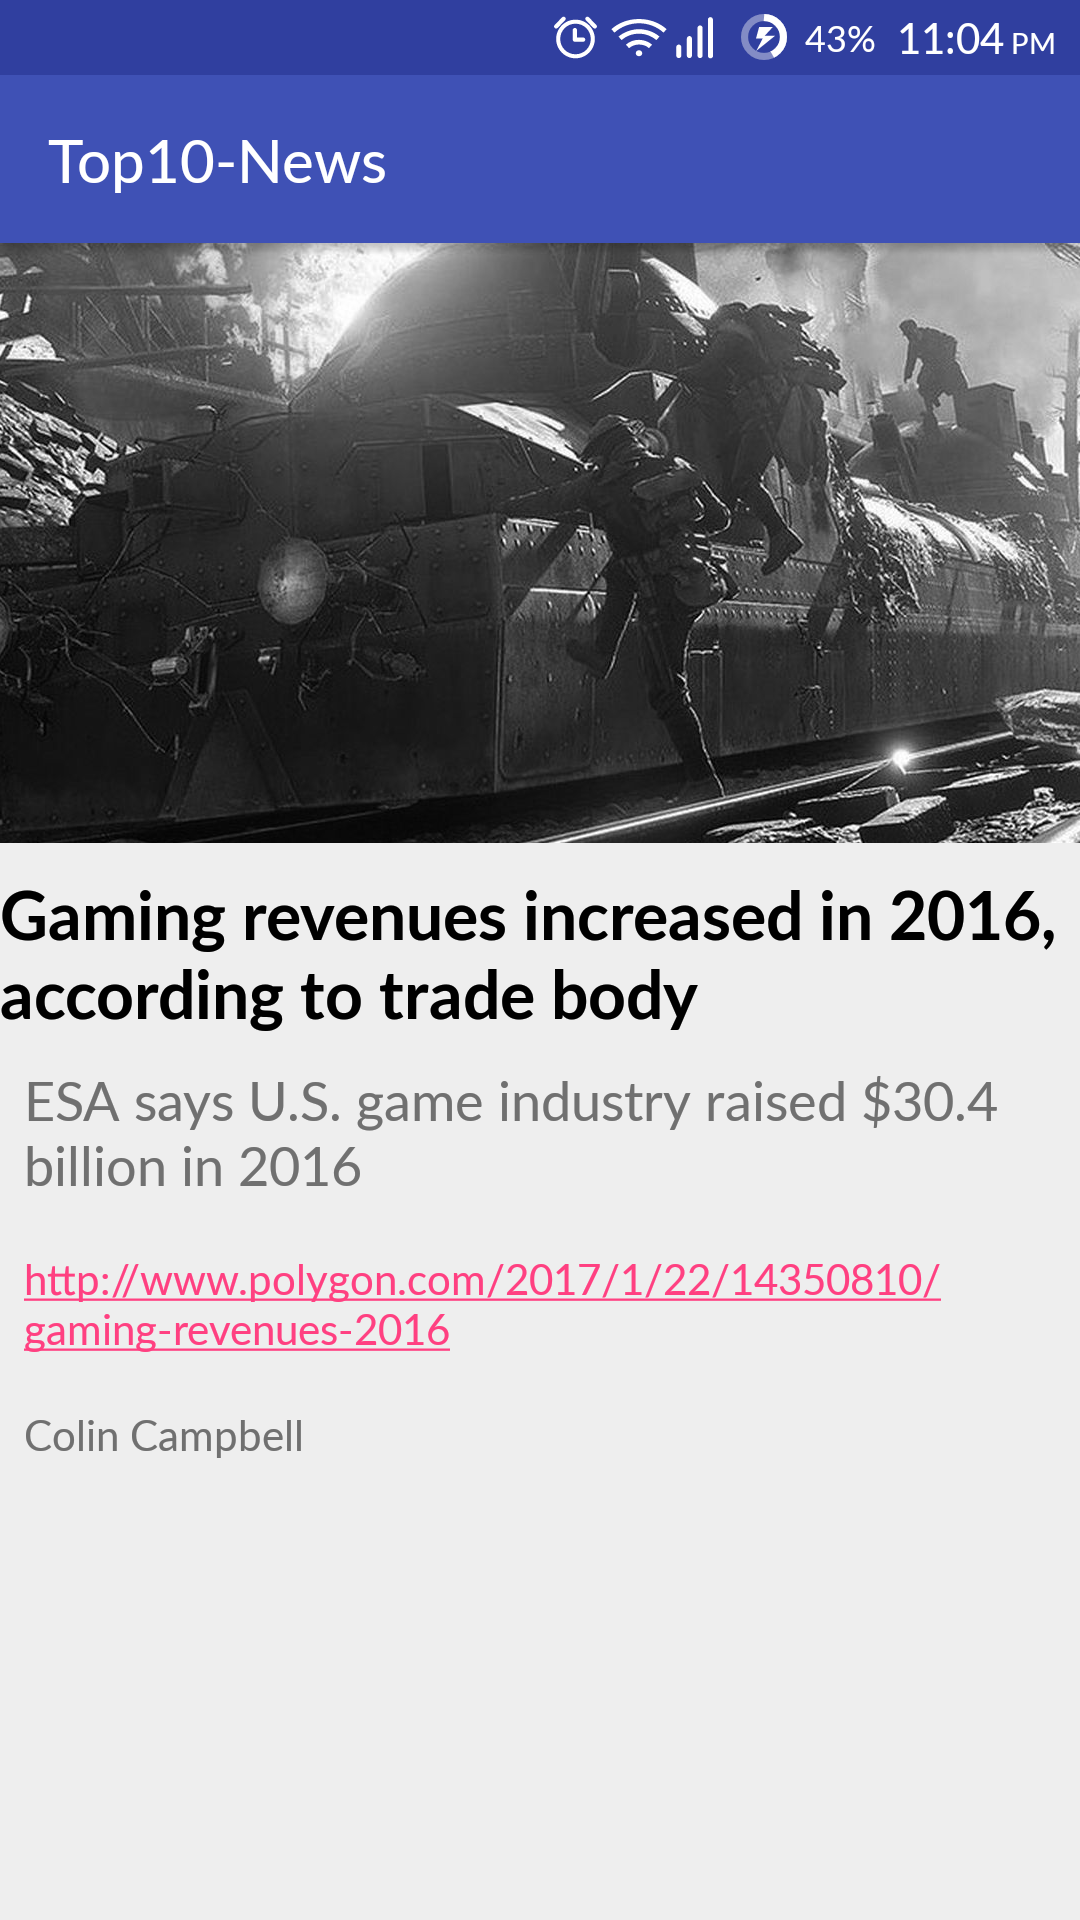 43% 11:04 PM
Top10-News
Gaming revenues increased in 2016,
according to trade body
ESA says U.S. game industry raised $30.4
billion in 2016
http://www.polygon.com/2017/1/22/14350810/
gaming-revenues-2016
Colin Campbell